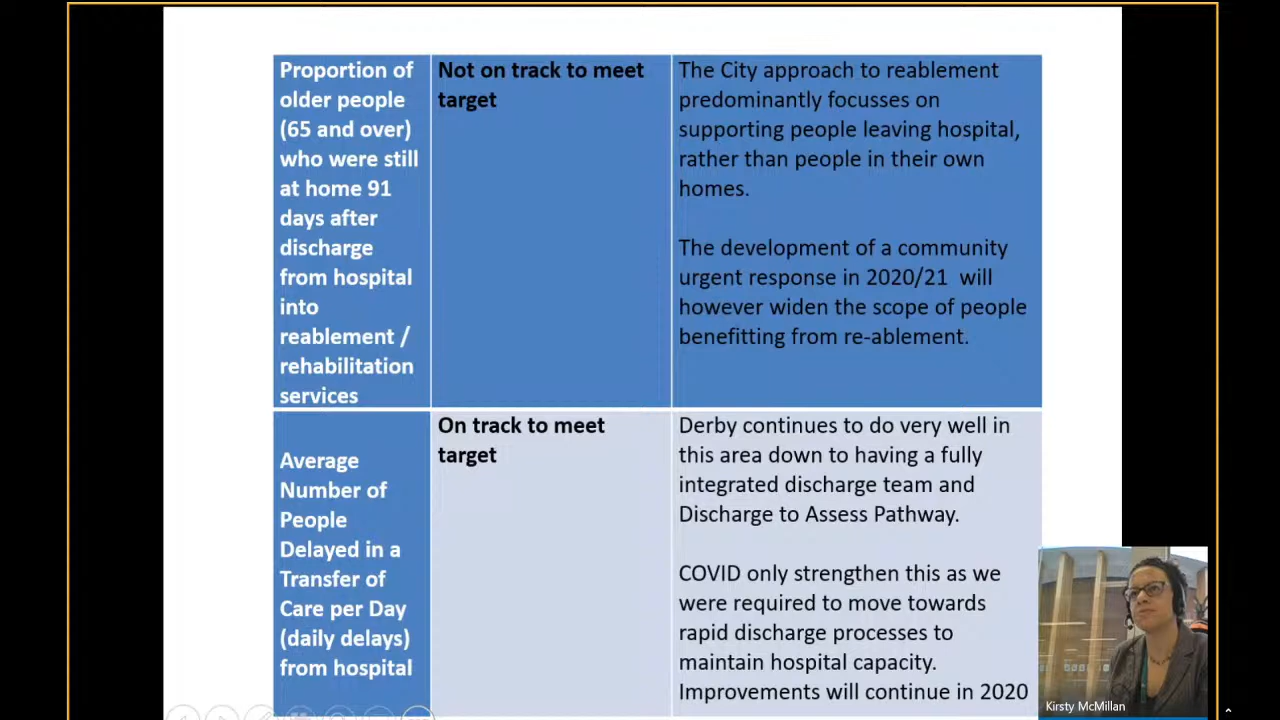 Proportion of
older people
(65 and over)
who were still
at home 91
days after
discharge
from hospital
into
reablement /
rehabilitation
services
Not on track to meet
target
The City approach to reablement
predominantly focusses on
supporting people leaving hospital,
rather than people in their own
homes.
The development of a community
urgent response in 2020/21  will
however widen the scope of people
benefitting from re-ablement.
Average
Number of
People
Delayed in a
Transfer of
Care per Day
(daily delays)
from hospital
On track to meet
target
Derby continues to do very well in
this area down to having a fully
integrated discharge team and
Discharge to Assess Pathway.
COVID only strengthen this as we
were required to move towards
rapid discharge processes to
maintain hospital capacity.
Improvements will continue in 2020
Kirsty McMillan